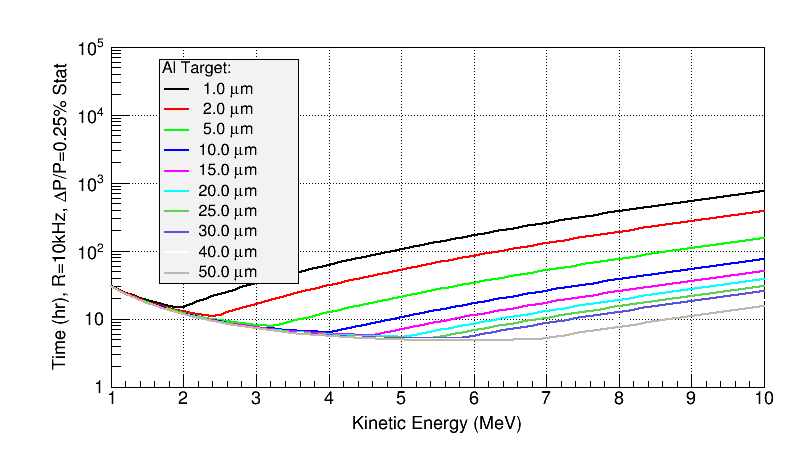 Time (hr), R=10kHz, ΔP/P=0.25% Stat
10⁵
10⁴
10³
10²
10
1
Al Target:
1.0 μm
2.0 μm
5.0 μm
10.0 μm
15.0 μm
20.0 μm
25.0 μm
30.0 μm
40.0 μm
50.0 μm
1 2 3 4 5 6 7 8 9 10
Kinetic Energy (MeV)